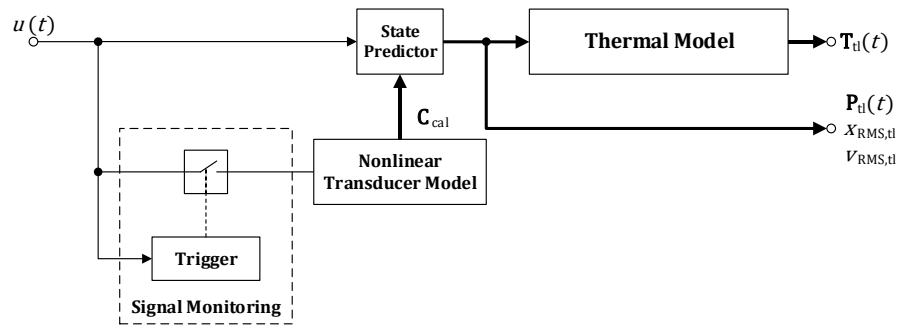 u(t)
State
Predictor
Thermal Model
T_tl(t)
C_cal
P_tl(t)
x_RMS,tl
v_RMS,tl
Nonlinear
Transducer Model
Trigger
Signal Monitoring